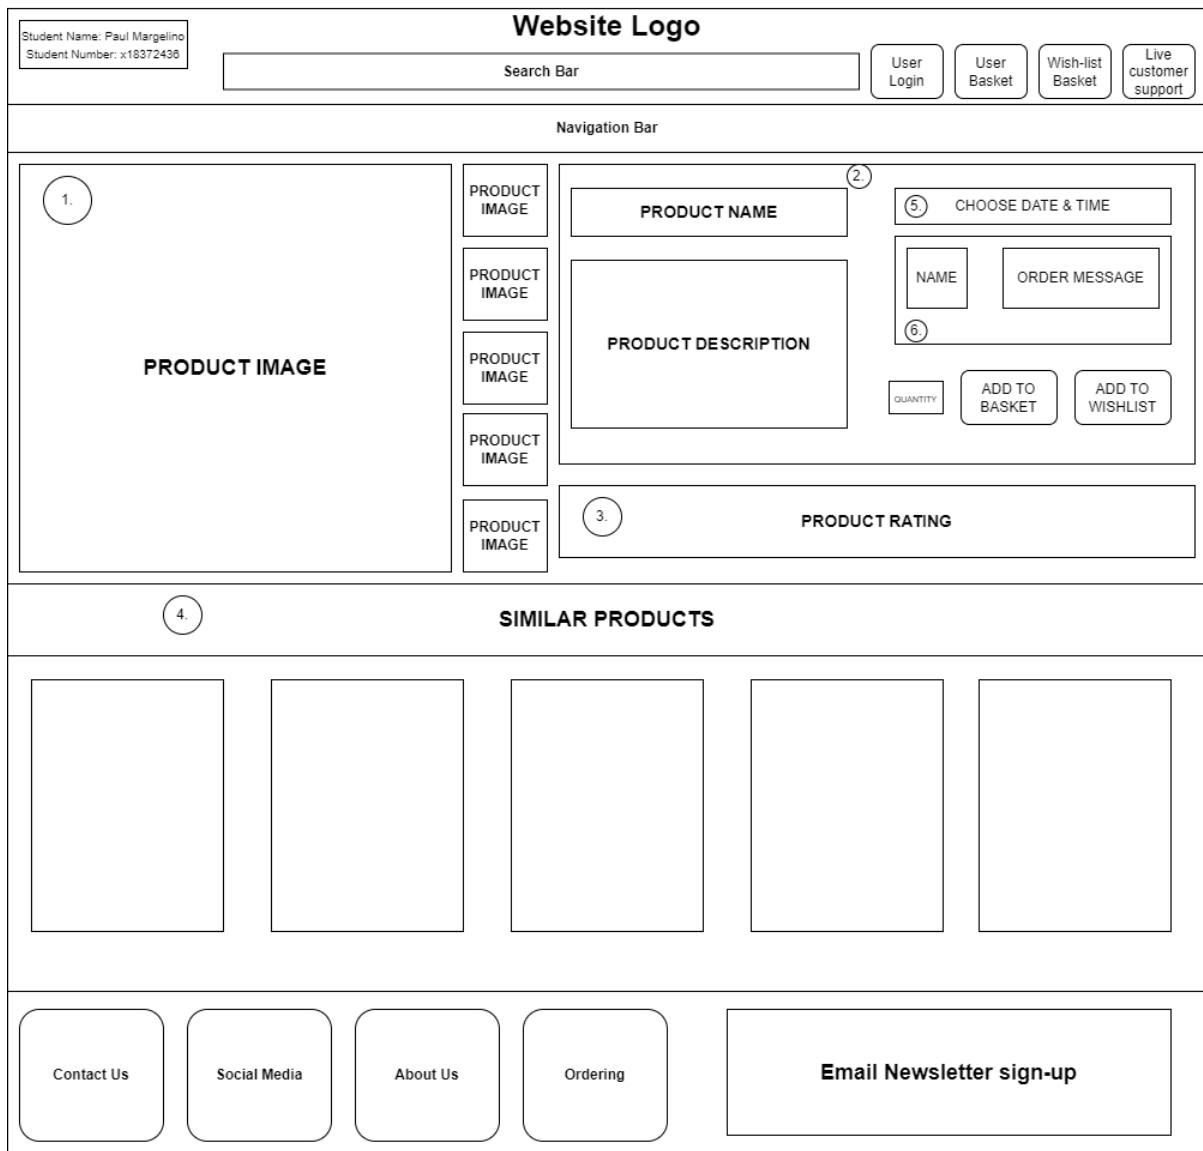 Website Logo
Student Name: Paul Margelino
Student Number: x18372436
Search Bar
User
Login
User
Basket
Wish-list
Basket
Live
customer
support
Navigation Bar
1.
PRODUCT IMAGE
PRODUCT
IMAGE
PRODUCT
IMAGE
PRODUCT
IMAGE
PRODUCT
IMAGE
PRODUCT
IMAGE
2.
PRODUCT NAME
PRODUCT DESCRIPTION
5.
CHOOSE DATE & TIME
NAME
ORDER MESSAGE
6.
QUANTITY
ADD TO
BASKET
ADD TO
WISHLIST
3.
PRODUCT RATING
4.
SIMILAR PRODUCTS
Contact Us
Social Media
About Us
Ordering
Email Newsletter sign-up